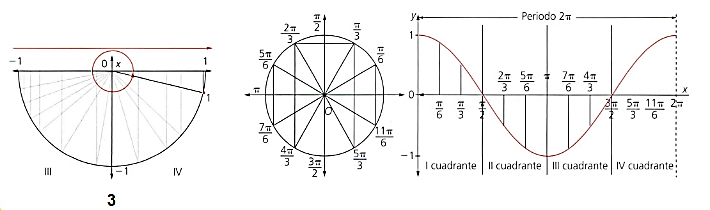 −1
0
x
1
1
III
IV
−1
3
π/2
2π/3
π/3
5π/6
π/6
π
O
7π/6
11π/6
4π/3
3π/2
5π/3
y
Periodo 2π
1
2π/3 5π/6 π 7π/6 4π/3
x
0
π/6 π/3 π/2
3π/2 5π/3 11π/6 2π
−1
I cuadrante II cuadrante III cuadrante IV cuadrante